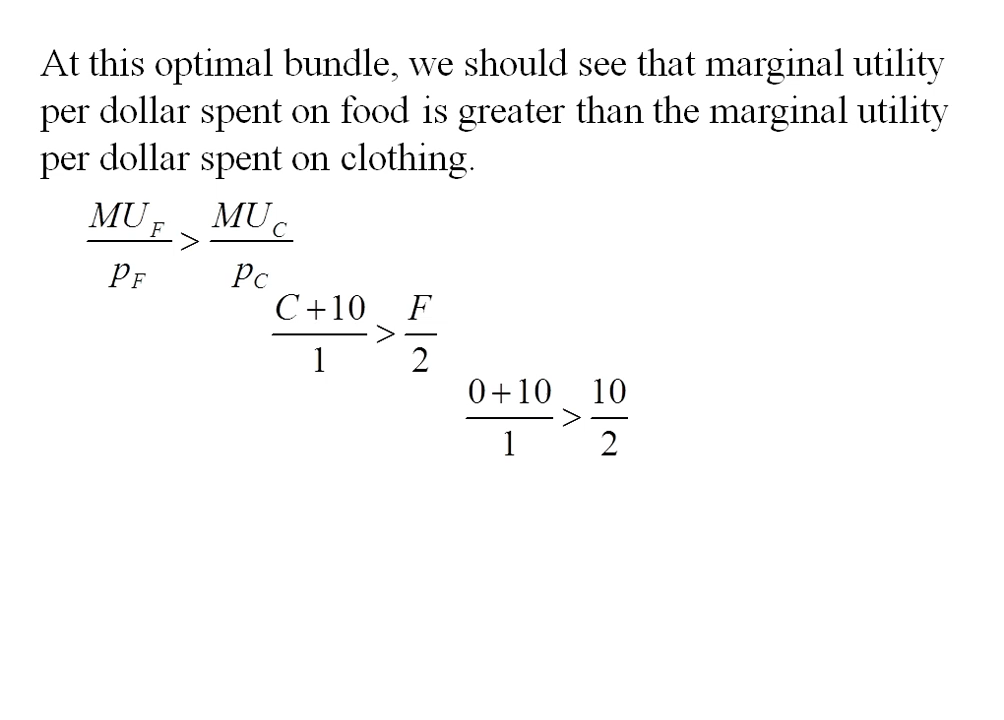 At this optimal bundle, we should see that marginal utility
per dollar spent on food is greater than the marginal utility
per dollar spent on clothing.
MU_F / p_F > MU_C / p_C
C+10 / 1 > F / 2
0+10 / 1 > 10 / 2